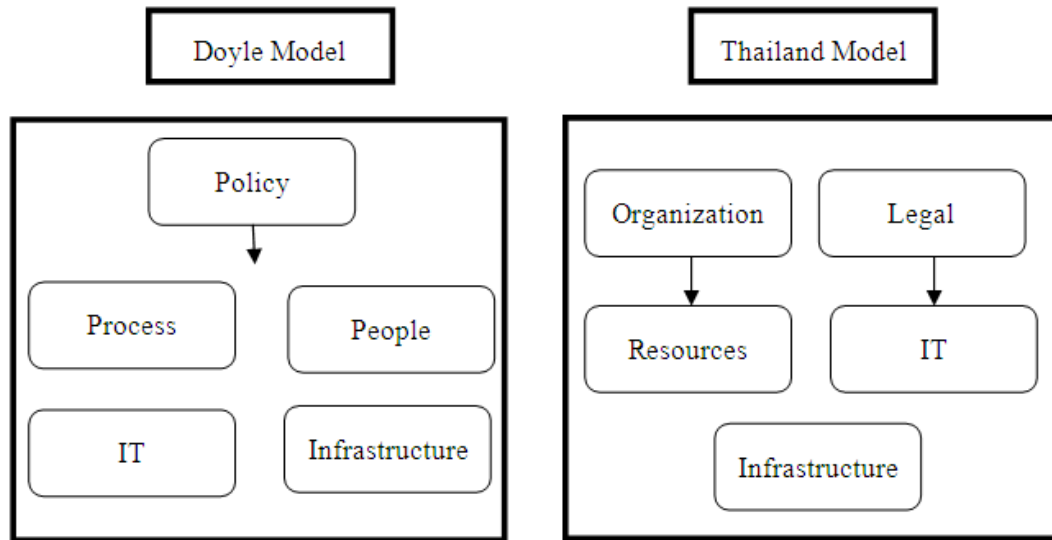 Doyle Model
Thailand Model
Policy
Process
People
IT
Infrastructure
Organization
Legal
Resources
IT
Infrastructure